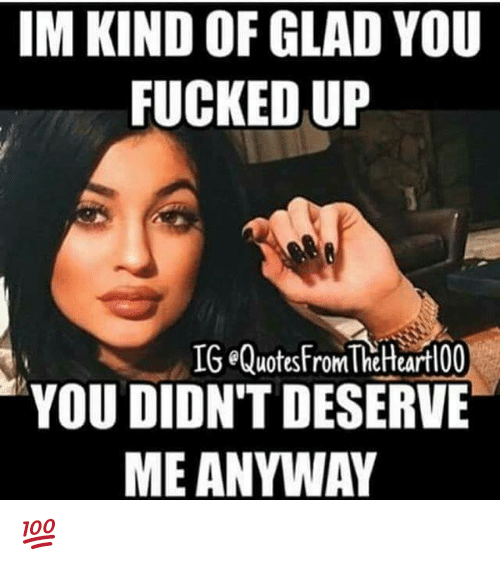 IM KIND OF GLAD YOU
FUCKED UP
IG @QuotesFromTheHeart100
YOU DIDN'T DESERVE
ME ANYWAY
💯